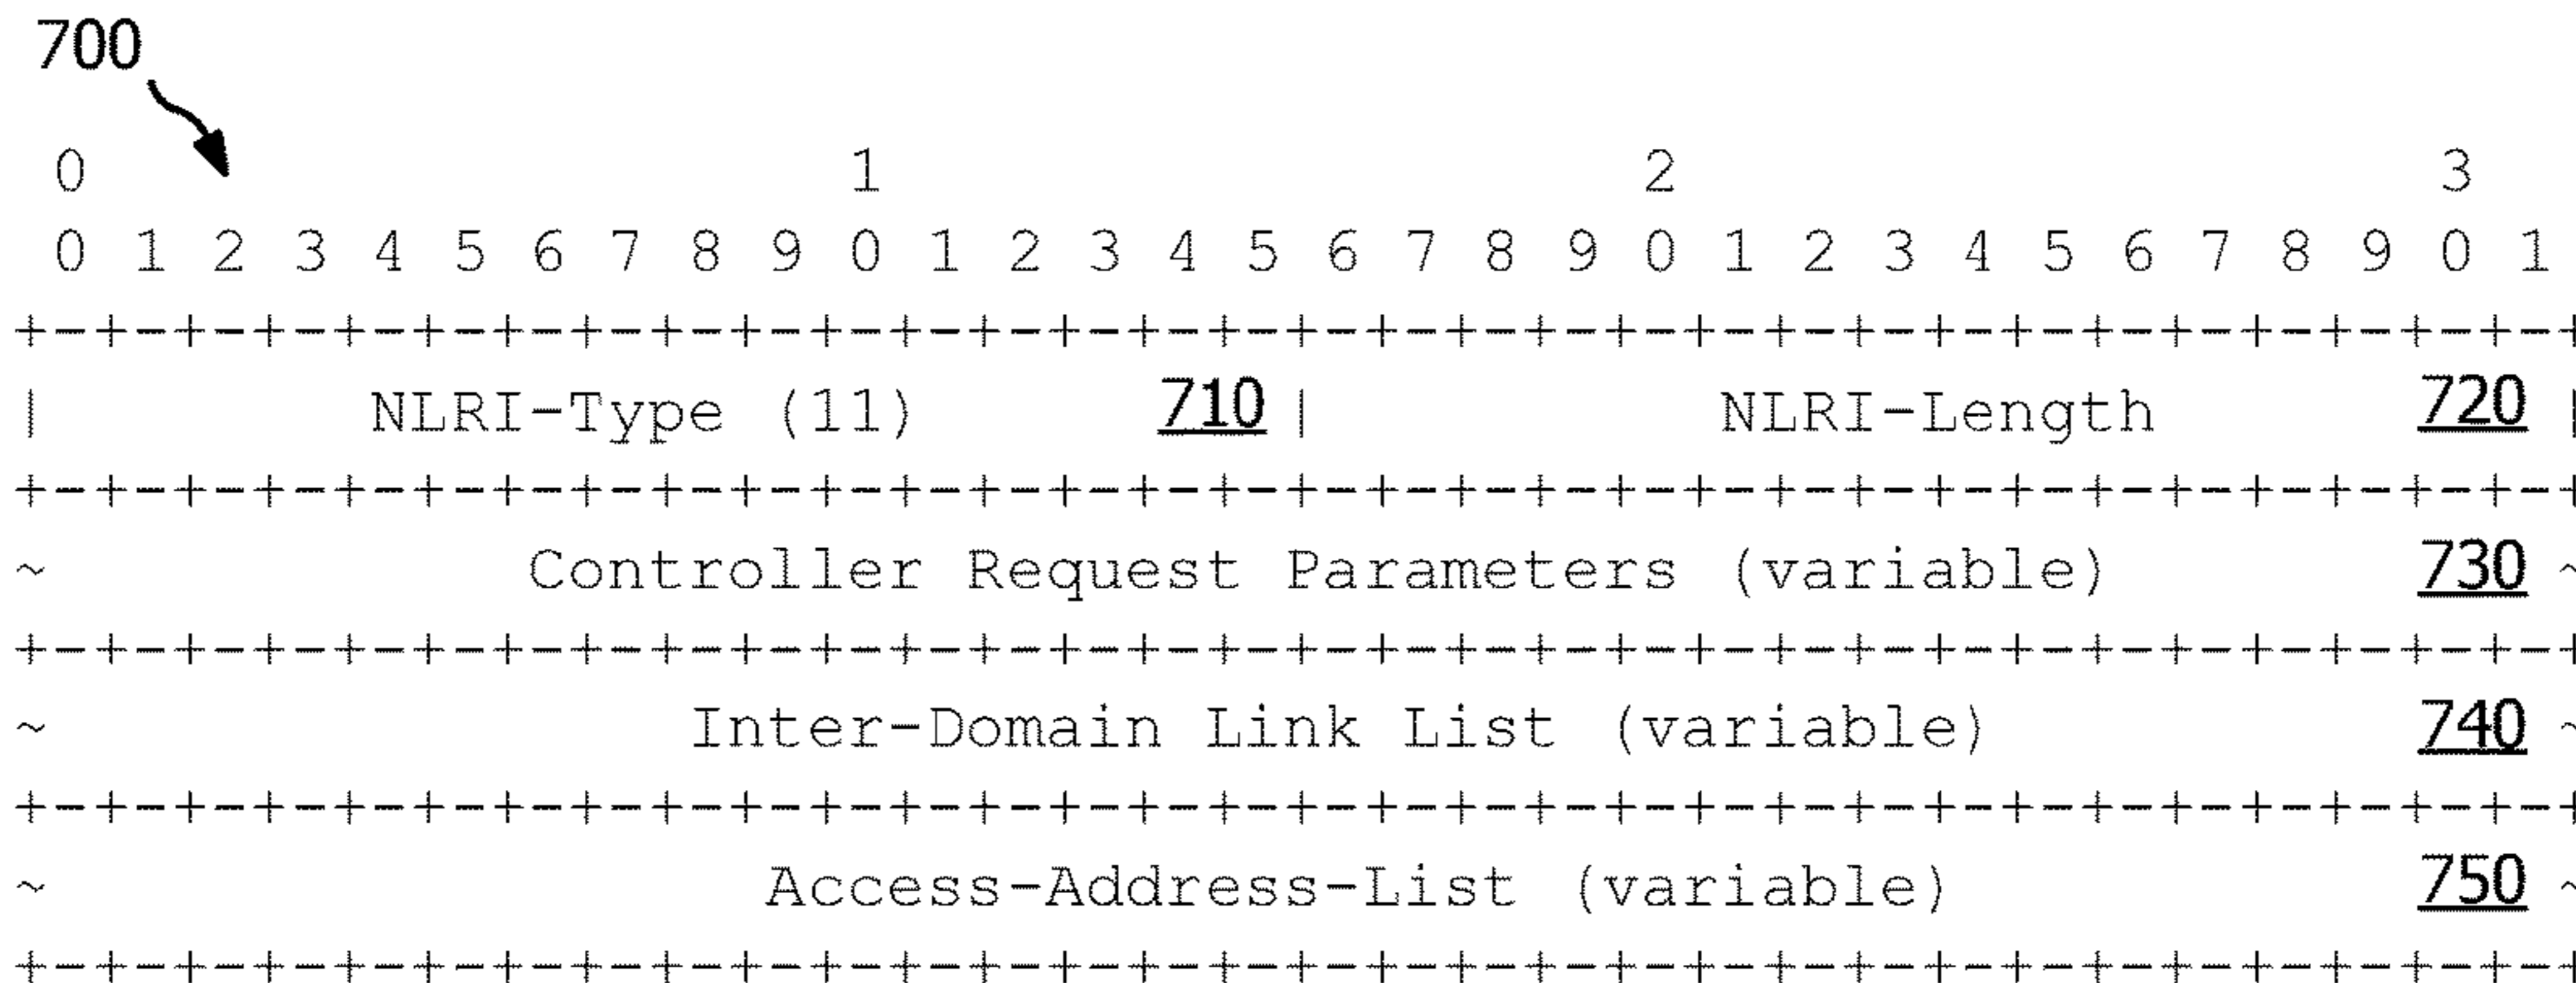 700
0 1 2 3
0 1 2 3 4 5 6 7 8 9 0 1 2 3 4 5 6 7 8 9 0 1 2 3 4 5 6 7 8 9 0 1
+-+-+-+-+-+-+-+-+-+-+-+-+-+-+-+-+-+-+-+-+-+-+-+-+-+-+-+-+-+-+-+-+
| NLRI-Type (11) 710 | NLRI-Length 720 |
+-+-+-+-+-+-+-+-+-+-+-+-+-+-+-+-+-+-+-+-+-+-+-+-+-+-+-+-+-+-+-+-+
~ Controller Request Parameters (variable) 730 ~
+-+-+-+-+-+-+-+-+-+-+-+-+-+-+-+-+-+-+-+-+-+-+-+-+-+-+-+-+-+-+-+-+
~ Inter-Domain Link List (variable) 740 ~
+-+-+-+-+-+-+-+-+-+-+-+-+-+-+-+-+-+-+-+-+-+-+-+-+-+-+-+-+-+-+-+-+
~ Access-Address-List (variable) 750 ~
+-+-+-+-+-+-+-+-+-+-+-+-+-+-+-+-+-+-+-+-+-+-+-+-+-+-+-+-+-+-+-+-+